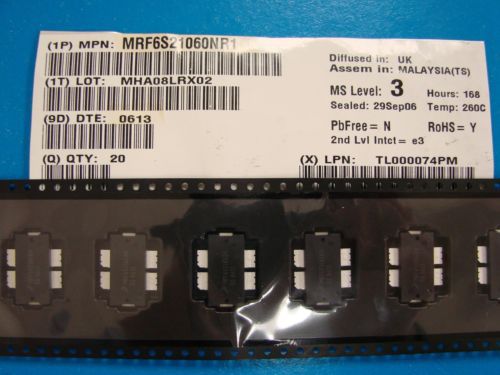 (1P) MPN: MRF6S21060NR1
(1T) LOT: MHA08LRX02
(9D) DTE: 0613
(Q) QTY: 20
Diffused in: UK
Assem in: MALAYSIA(TS)
MS Level: 3 Hours: 168
Sealed: 29Sep06 Temp: 260C
PbFree = N RoHS = Y
2nd Lvl Intct = e3
(X) LPN: TL000074PM